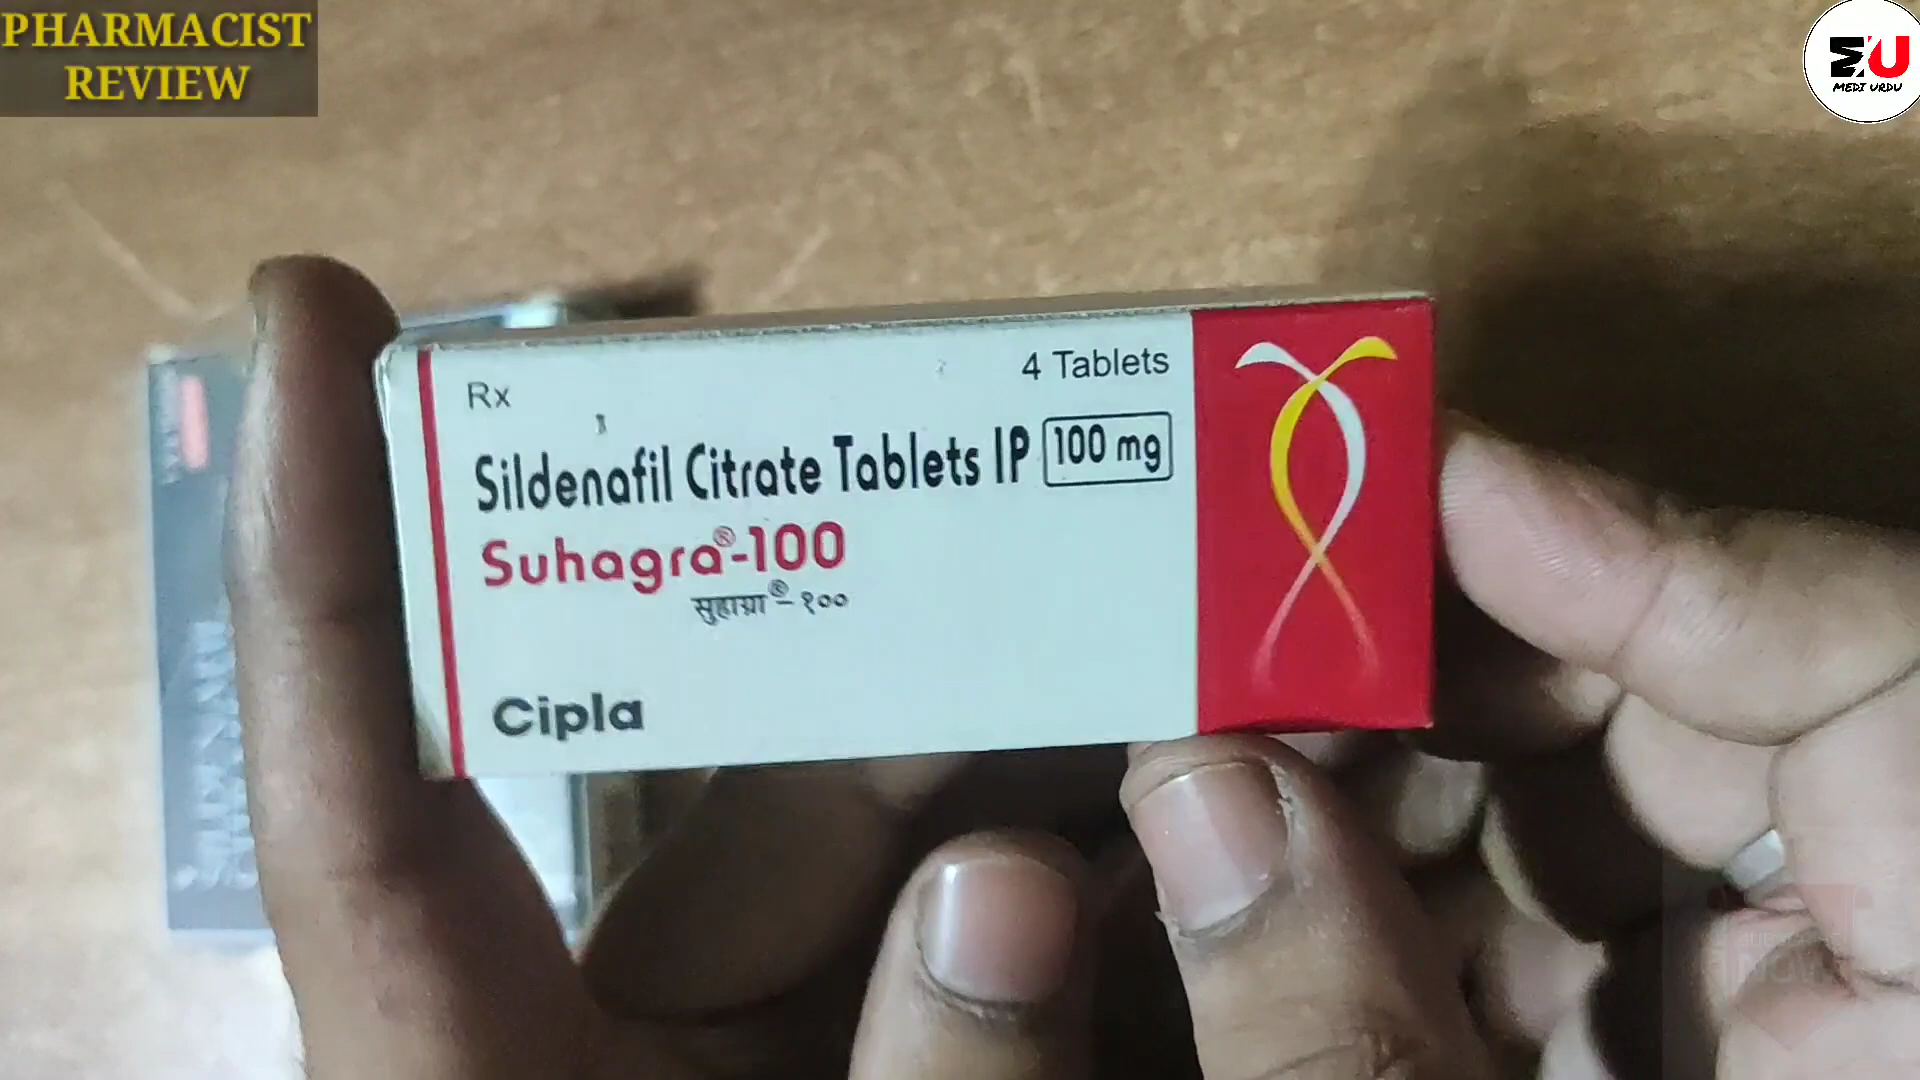 PHARMACIST
REVIEW
MEDI URDU
Rx
4 Tablets
Sildenafil Citrate Tablets IP 100 mg
Suhagra®-100
सुहाग्रा®-१००
Cipla